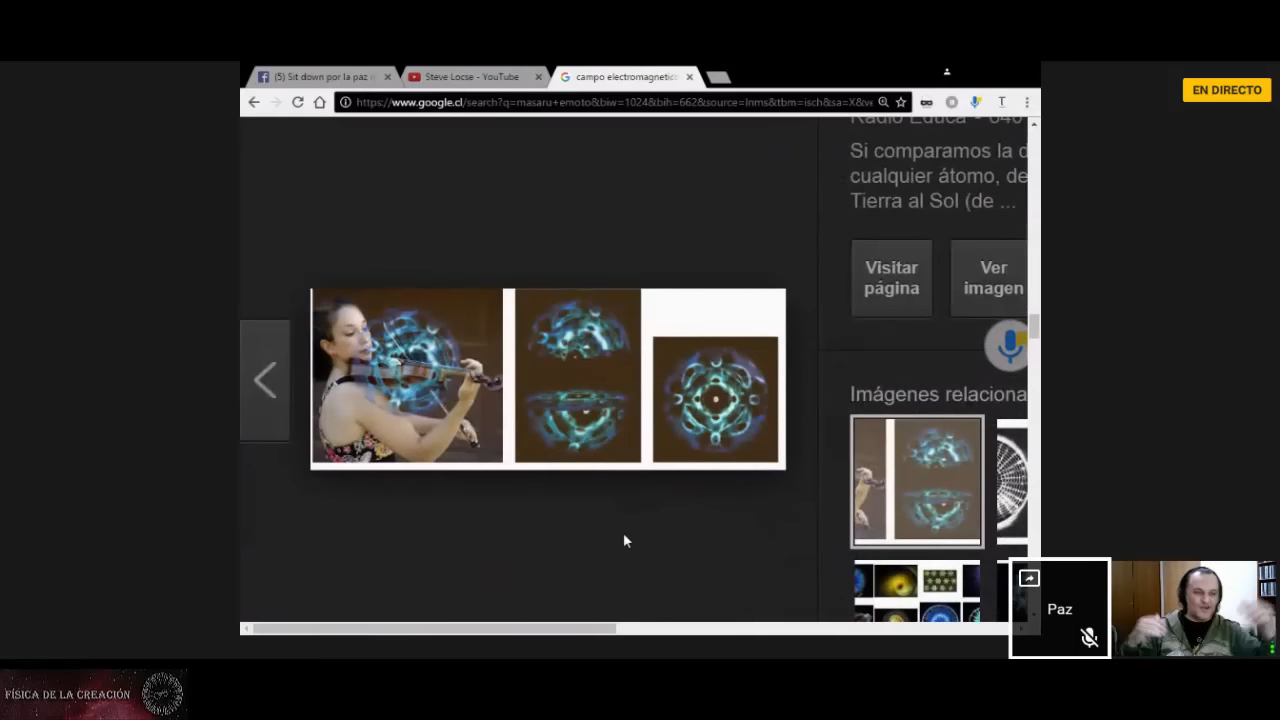 (5) Sit down por la paz
Steve Locse - YouTube
campo electromagnetic
https://www.google.cl/search?q=masaru+emoto&biw=1024&bih=662&source=lnms&tbm=isch&sa=X&ve
EN DIRECTO
Radio Educa - 040
Si comparamos la d
cualquier átomo, de
Tierra al Sol (de ...
Visitar
página
Ver
imagen
Imágenes relaciona
Paz
FÍSICA DE LA CREACIÓN